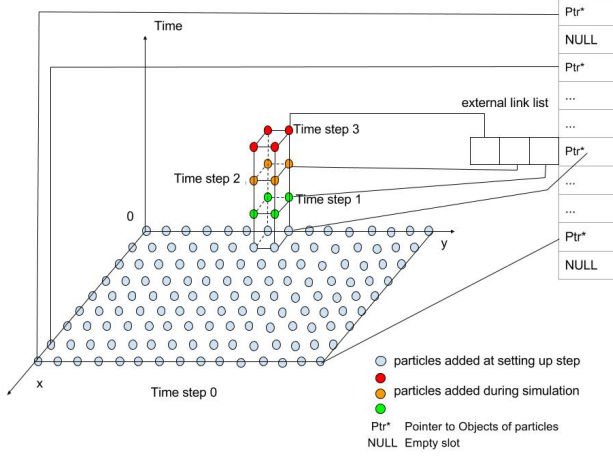 Ptr*
Time
NULL
Ptr*
...
external link list
...
Time step 3
Ptr*
Time step 2
...
Time step 1
...
0
Ptr*
y
NULL
particles added at setting up step
x
Time step 0
particles added during simulation
Ptr* Pointer to Objects of particles
NULL Empty slot